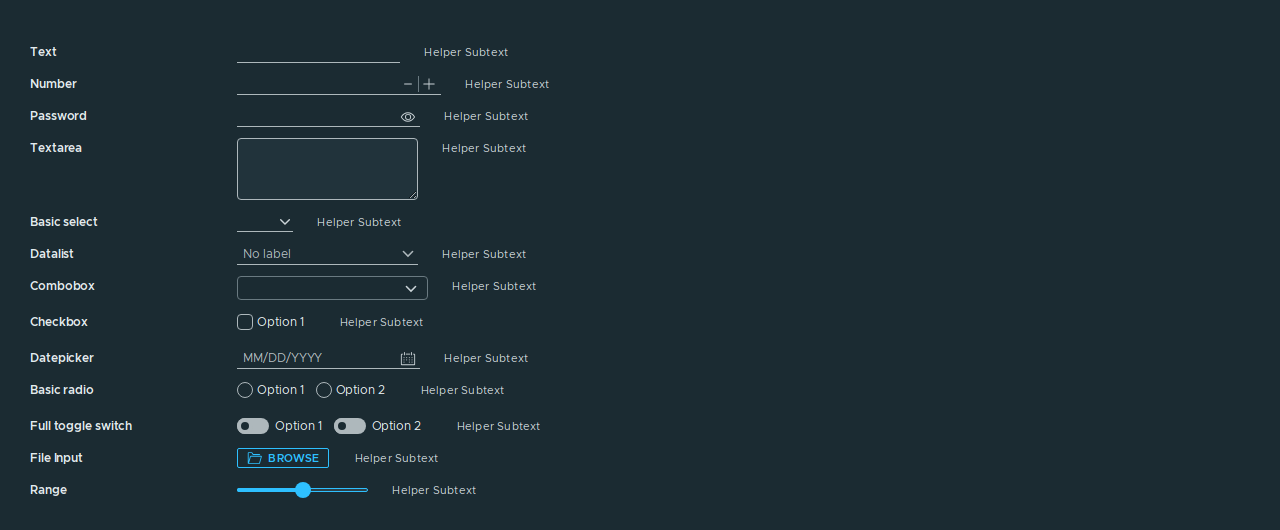 Text Helper Subtext
Number Helper Subtext
Password Helper Subtext
Textarea Helper Subtext
Basic select Helper Subtext
Datalist No label Helper Subtext
Combobox Helper Subtext
Checkbox Option 1 Helper Subtext
Datepicker MM/DD/YYYY Helper Subtext
Basic radio Option 1 Option 2 Helper Subtext
Full toggle switch Option 1 Option 2 Helper Subtext
File Input BROWSE Helper Subtext
Range Helper Subtext